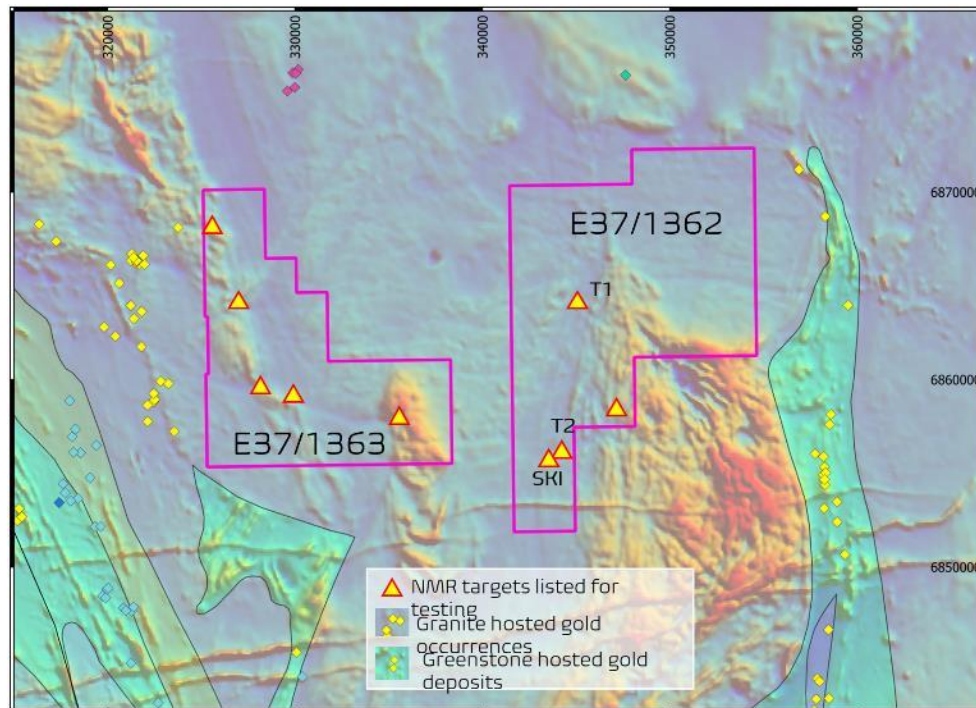 320000
330000
340000
350000
360000
6870000
E37/1362
T1
6860000
T2
E37/1363
SKI
6850000
NMR targets listed for
testing
Granite hosted gold
occurrences
Greenstone hosted gold
deposits